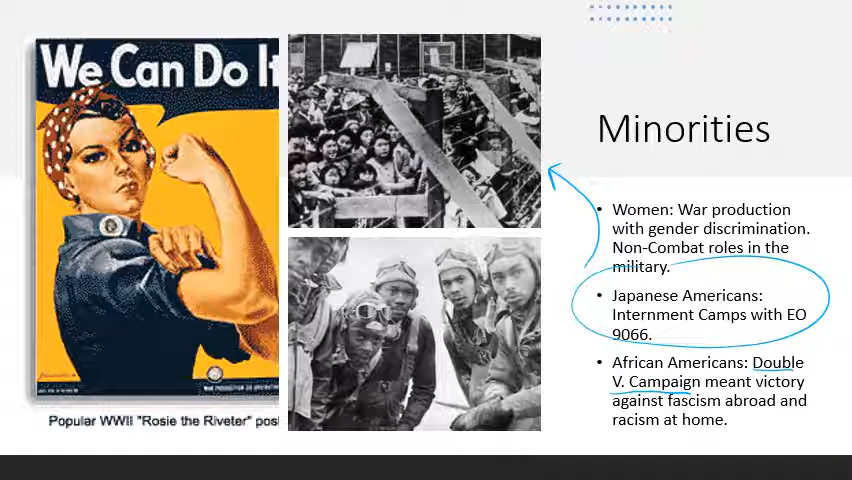 We Can Do It
Popular WWII "Rosie the Riveter" post
Minorities
• Women: War production
with gender discrimination.
Non-Combat roles in the
military.
• Japanese Americans:
Internment Camps with EO
9066.
• African Americans: Double
V. Campaign meant victory
against fascism abroad and
racism at home.